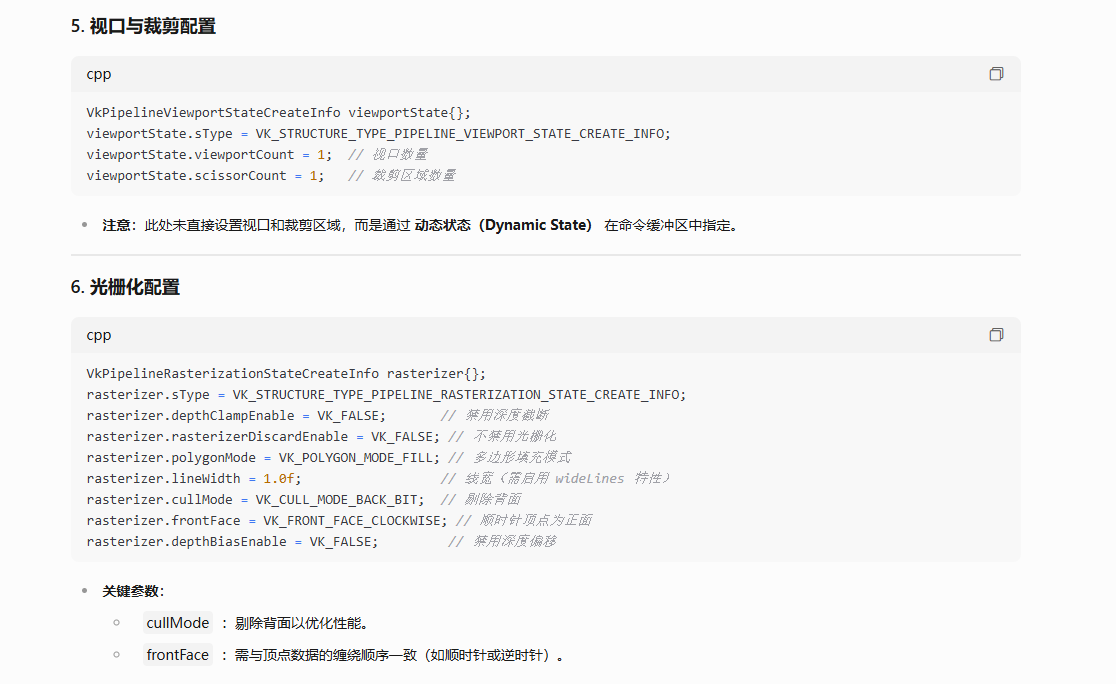 5. 视口与裁剪配置
cpp
VkPipelineViewportStateCreateInfo viewportState{};
viewportState.sType = VK_STRUCTURE_TYPE_PIPELINE_VIEWPORT_STATE_CREATE_INFO;
viewportState.viewportCount = 1;  // 视口数量
viewportState.scissorCount = 1;   // 裁剪区域数量
注意：此处未直接设置视口和裁剪区域，而是通过 动态状态（Dynamic State） 在命令缓冲区中指定。
6. 光栅化配置
cpp
VkPipelineRasterizationStateCreateInfo rasterizer{};
rasterizer.sType = VK_STRUCTURE_TYPE_PIPELINE_RASTERIZATION_STATE_CREATE_INFO;
rasterizer.depthClampEnable = VK_FALSE;       // 禁用深度截断
rasterizer.rasterizerDiscardEnable = VK_FALSE; // 不禁用光栅化
rasterizer.polygonMode = VK_POLYGON_MODE_FILL; // 多边形填充模式
rasterizer.lineWidth = 1.0f;                  // 线宽（需启用 wideLines 特性）
rasterizer.cullMode = VK_CULL_MODE_BACK_BIT;  // 剔除背面
rasterizer.frontFace = VK_FRONT_FACE_CLOCKWISE; // 顺时针顶点为正面
rasterizer.depthBiasEnable = VK_FALSE;         // 禁用深度偏移
关键参数：
cullMode ：剔除背面以优化性能。
frontFace ：需与顶点数据的缠绕顺序一致（如顺时针或逆时针）。